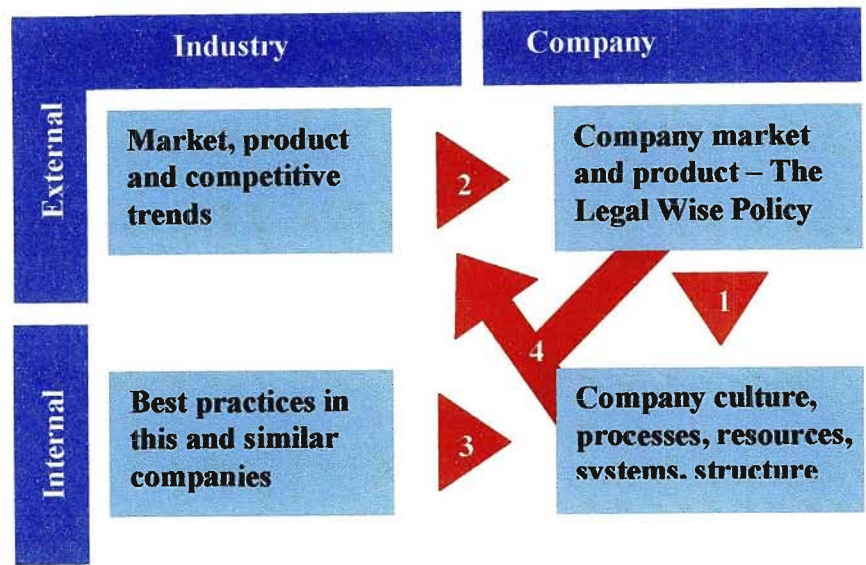 Industry
Company
External
Market, product
and competitive
trends
2
Company market
and product – The
Legal Wise Policy
1
4
Internal
Best practices in
this and similar
companies
3
Company culture,
processes, resources,
systems, structure